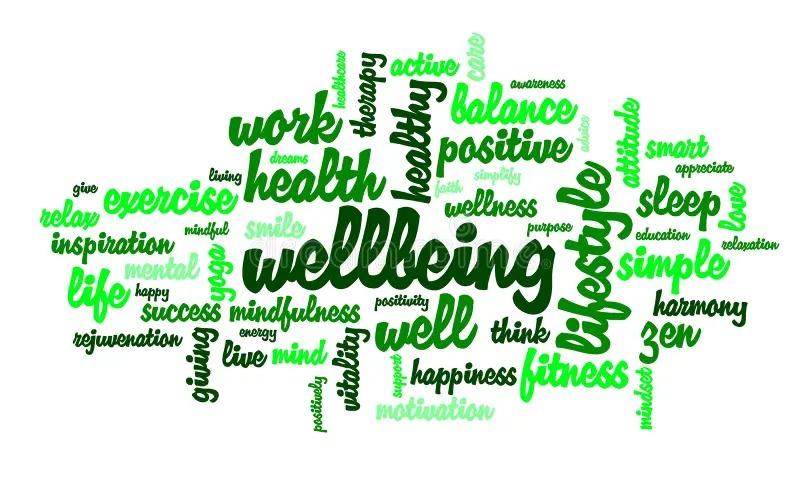 care
active
healthcare
therapy
awareness
healthy
balance
work
advice
attitude
positive
smart
dreams
health
appreciate
living
simplify
give
faith
exercise
lifestyle
sleep
love
relax
wellness
smile
mindful
purpose
inspiration
education
relaxation
wellbeing
yoga
mental
simple
life
happy
positivity
success
mindfulness
harmony
well
energy
think
zen
rejuvenation
giving
live
mind
vitality
support
happiness
fitness
mindset
positively
motivation